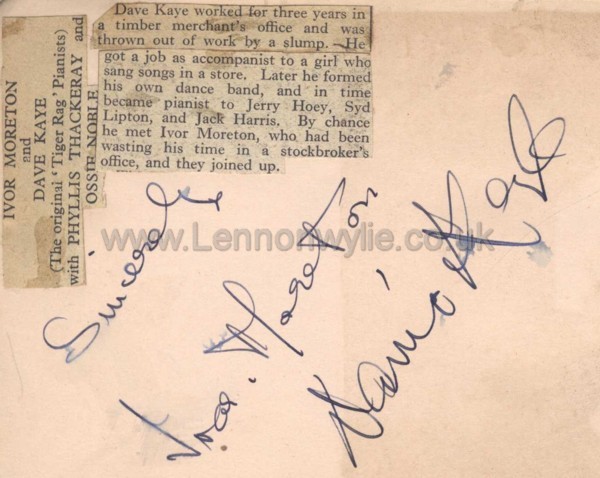 IVOR MORETON
and
DAVE KAYE
(The original ‘Tiger Rag’ Pianists)
with PHYLLIS THACKERAY and
OSSIE NOBLE
Dave Kaye worked for three years in
a timber merchant's office and was
thrown out of work by a slump. He
got a job as accompanist to a girl who
sang songs in a store. Later he formed
his own dance band, and in time
became pianist to Jerry Hoey, Syd
Lipton, and Jack Harris. By chance
he met Ivor Moreton, who had been
wasting his time in a stockbroker's
office, and they joined up.
www.Lennonwylie.co.uk
Sincerely
Ivor Moreton